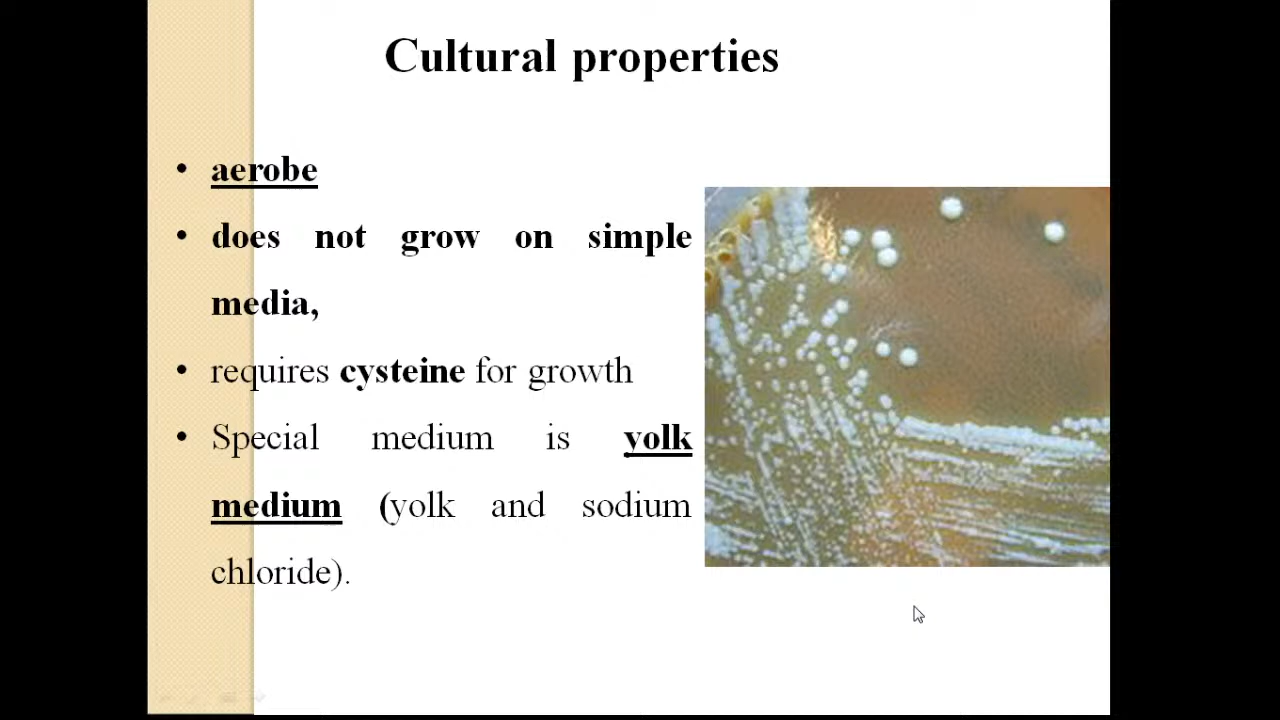 Cultural properties
• aerobe
• does not grow on simple
media,
• requires cysteine for growth
• Special medium is yolk
medium (yolk and sodium
chloride).